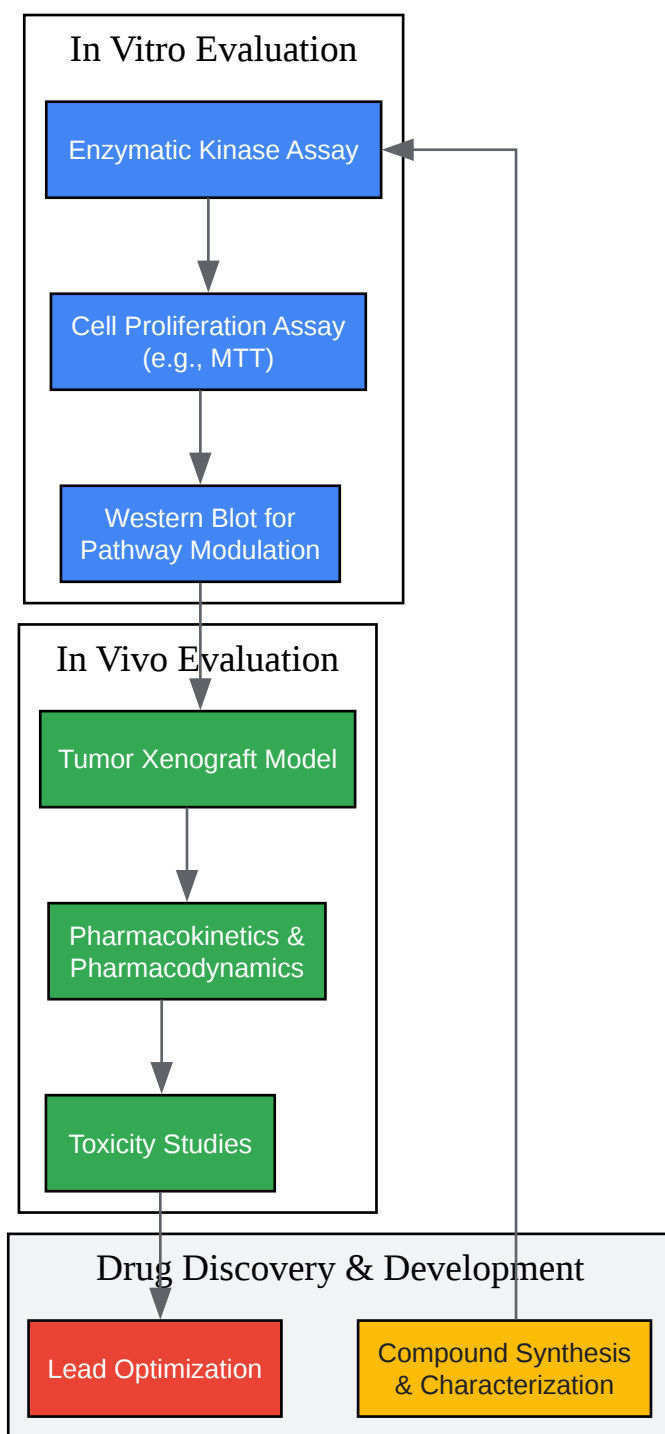 In Vitro Evaluation
Enzymatic Kinase Assay
Cell Proliferation Assay
(e.g., MTT)
Western Blot for
Pathway Modulation
In Vivo Evaluation
Tumor Xenograft Model
Pharmacokinetics &
Pharmacodynamics
Toxicity Studies
Drug Discovery & Development
Lead Optimization
Compound Synthesis
& Characterization